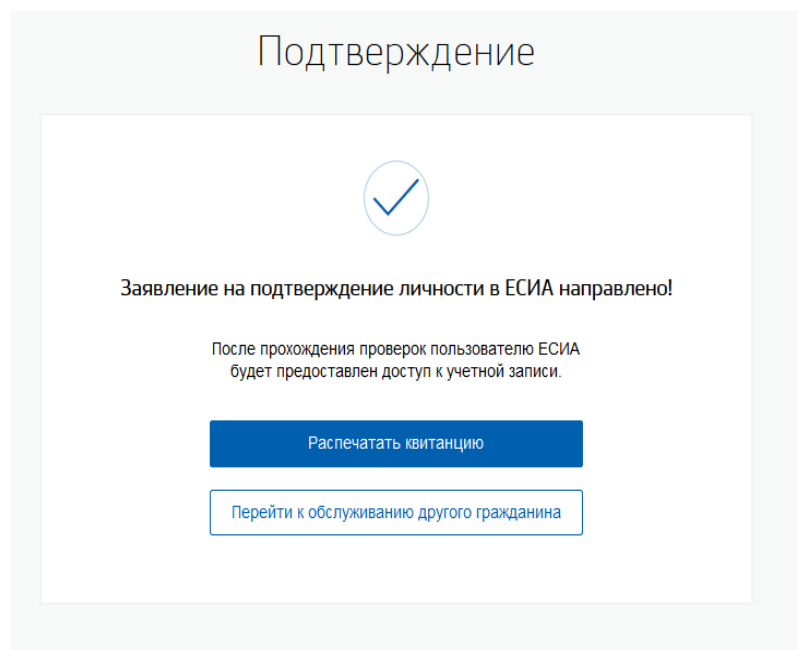 Подтверждение
Заявление на подтверждение личности в ЕСИА направлено!
После прохождения проверок пользователю ЕСИА
будет предоставлен доступ к учетной записи.
Распечатать квитанцию
Перейти к обслуживанию другого гражданина